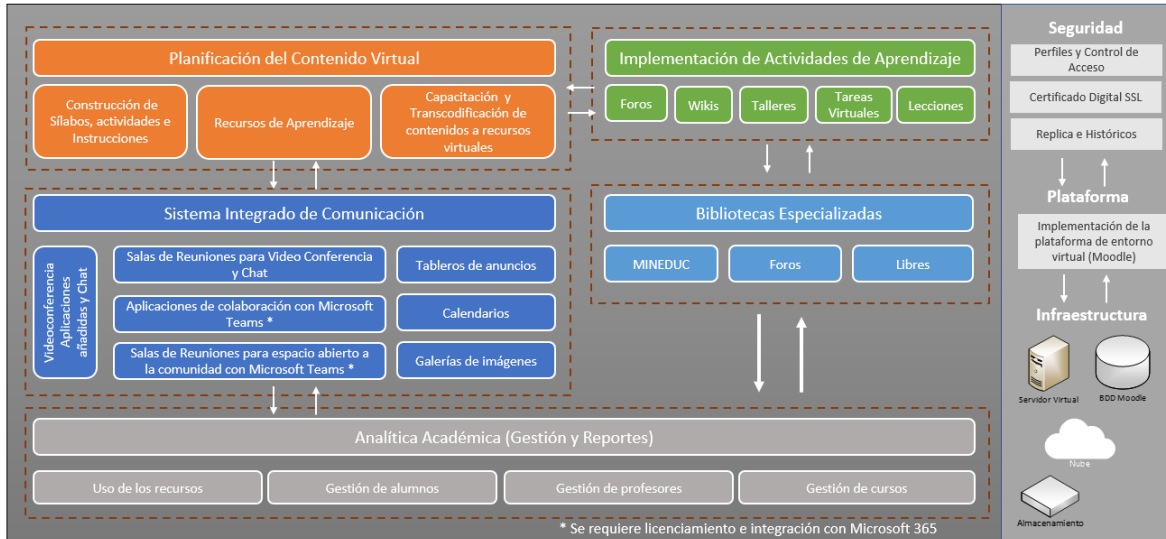 Planificación del Contenido Virtual
Construcción de
Sílabos, actividades e
Instrucciones
Recursos de Aprendizaje
Capacitación y
Transcodificación de
contenidos a recursos
virtuales
Implementación de Actividades de Aprendizaje
Foros
Wikis
Talleres
Tareas
Virtuales
Lecciones
Sistema Integrado de Comunicación
Videoconferencia
Aplicaciones
añadidas y Chat
Salas de Reuniones para Video Conferencia
y Chat
Aplicaciones de colaboración con Microsoft
Teams *
Salas de Reuniones para espacio abierto a
la comunidad con Microsoft Teams *
Tableros de anuncios
Calendarios
Galerías de imágenes
Bibliotecas Especializadas
MINEDUC
Foros
Libres
Analítica Académica (Gestión y Reportes)
Uso de los recursos
Gestión de alumnos
Gestión de profesores
Gestión de cursos
* Se requiere licenciamiento e integración con Microsoft 365
Seguridad
Perfiles y Control de
Acceso
Certificado Digital SSL
Replica e Históricos
Plataforma
Implementación de la
plataforma de entorno
virtual (Moodle)
Infraestructura
Servidor Virtual
BDD Moodle
Nube
Almacenamiento